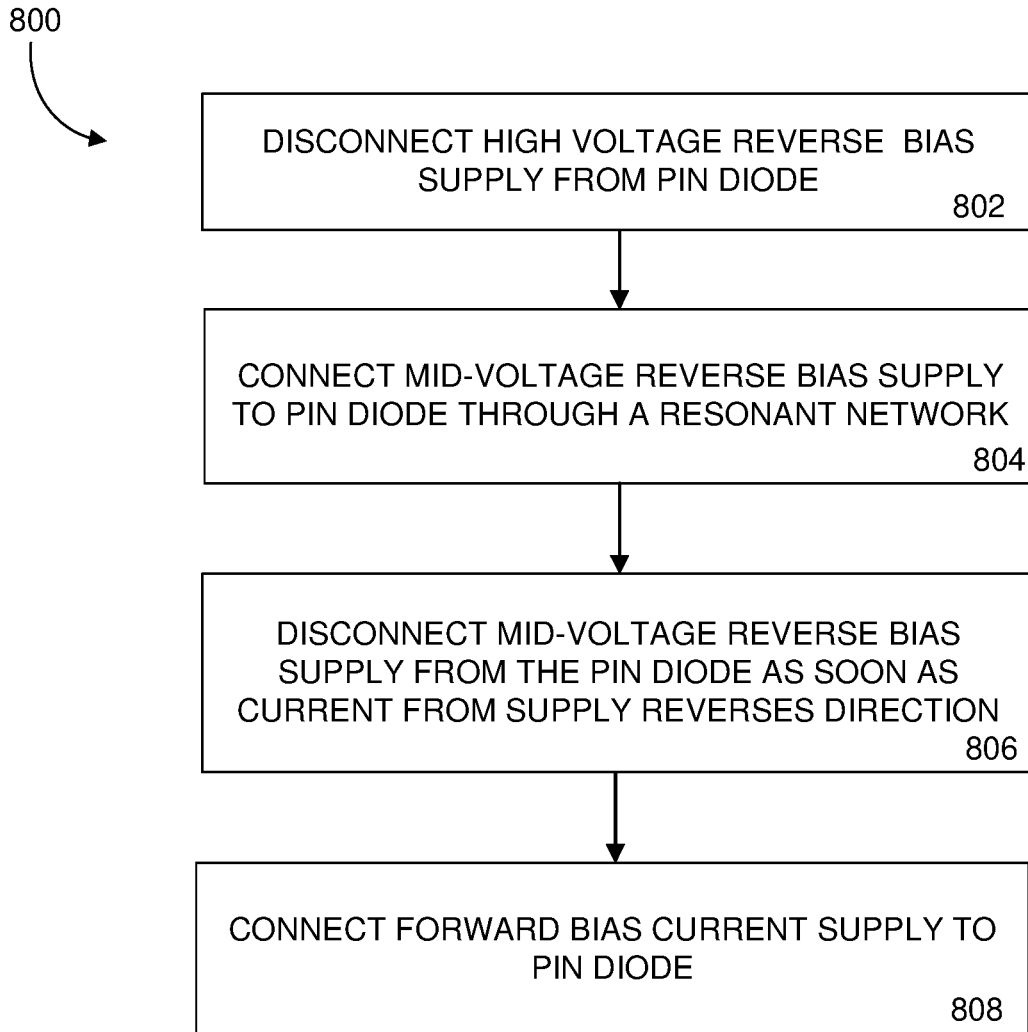 800
DISCONNECT HIGH VOLTAGE REVERSE BIAS
SUPPLY FROM PIN DIODE
802
CONNECT MID-VOLTAGE REVERSE BIAS SUPPLY
TO PIN DIODE THROUGH A RESONANT NETWORK
804
DISCONNECT MID-VOLTAGE REVERSE BIAS
SUPPLY FROM THE PIN DIODE AS SOON AS
CURRENT FROM SUPPLY REVERSES DIRECTION
806
CONNECT FORWARD BIAS CURRENT SUPPLY TO
PIN DIODE
808